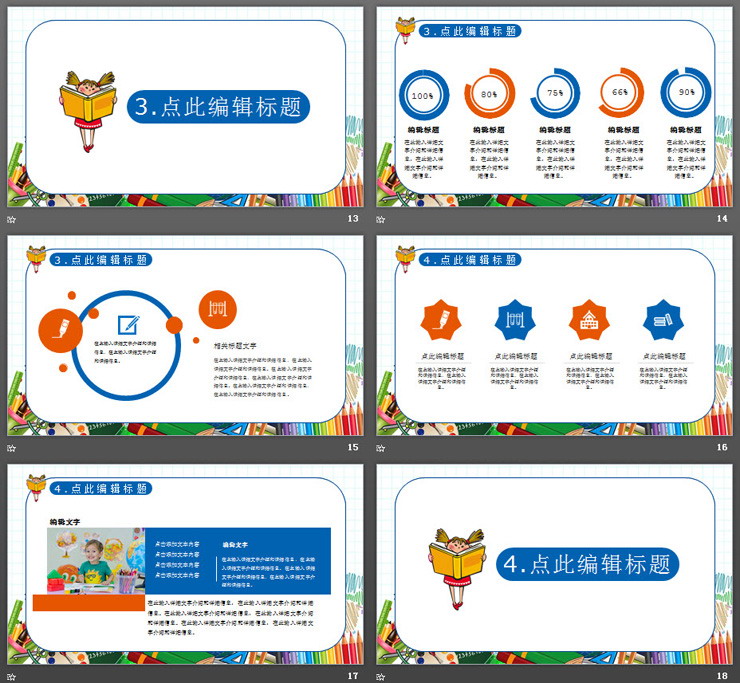 3.点此编辑标题
13
3.点此编辑标题
100%
80%
75%
66%
90%
编辑标题
编辑标题
编辑标题
编辑标题
编辑标题
在此输入详细文
字介绍和详细信
息。在此输入详
细文字介绍和详
细信息。
在此输入详细文
字介绍和详细信
息。在此输入详
细文字介绍和详
细信息。
在此输入详细文
字介绍和详细信
息。在此输入详
细文字介绍和详
细信息。
在此输入详细文
字介绍和详细信
息。在此输入详
细文字介绍和详
细信息。
在此输入详细文
字介绍和详细信
息。在此输入详
细文字介绍和详
细信息。
14
3.点此编辑标题
在此输入详细文字介绍和详细
信息。在此输入详细文字介绍
和详细信息。
相关标题文字
在此输入详细文字介绍和详细信息。在此输入
详细文字介绍和详细信息。在此输入详细文字介
绍和详细信息。在此输入详细文字介绍和详细信
息。在此输入详细文字介绍和详细信息。
15
4.点此编辑标题
点此编辑标题
点此编辑标题
点此编辑标题
点此编辑标题
在此输入详细文字介绍
和详细信息。在此输入
详细文字介绍和详细信
息。
在此输入详细文字介绍
和详细信息。在此输入
详细文字介绍和详细信
息。
在此输入详细文字介绍
和详细信息。在此输入
详细文字介绍和详细信
息。
在此输入详细文字介绍
和详细信息。在此输入
详细文字介绍和详细信
息。
16
4.点此编辑标题
编辑文字
点击添加文本内容
点击添加文本内容
点击添加文本内容
点击添加文本内容
编辑文字
在此输入详细文字介绍和详细信息。在此输
入详细文字介绍和详细信息。在此输入详细
文字介绍和详细信息。在此输入详细文字介
绍和详细信息。
在此输入详细文字介绍和详细信息。在此输入详细文字介绍
和详细信息。在此输入详细文字介绍和详细信息。在此输入
详细文字介绍和详细信息。在此输入详细文字介绍和详细信息。
17
4.点此编辑标题
18